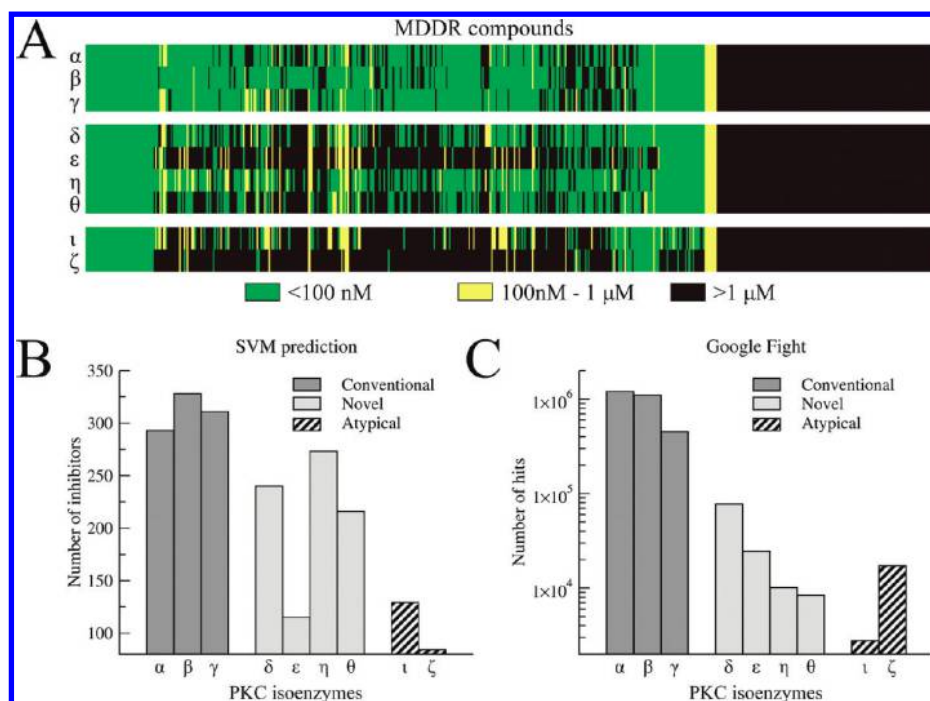 A
MDDR compounds
α
β
γ
δ
ε
η
θ
ι
ζ
<100 nM
100nM - 1 μM
>1 μM
B
SVM prediction
Conventional
Novel
Atypical
Number of inhibitors
350
300
250
200
150
100
α β γ δ ε η θ ι ζ
PKC isoenzymes
C
Google Fight
Conventional
Novel
Atypical
Number of hits
1×10⁶
1×10⁵
1×10⁴
α β γ δ ε η θ ι ζ
PKC isoenzymes